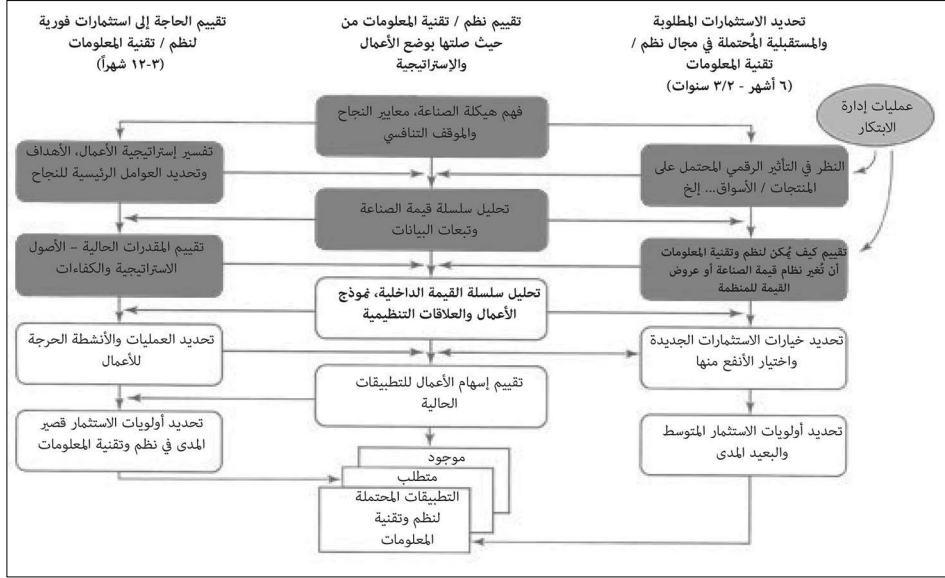 تحديد الاستثمارات المطلوبة
والمستقبلية المُحتملة في مجال نظم /
تقنية المعلومات
(٦ أشهر - ٣/٢ سنوات)
تقييم نظم / تقنية المعلومات من
حيث صلتها بوضع الأعمال
والإستراتيجية
تقييم الحاجة إلى استثمارات فورية
لنظم / تقنية المعلومات
(٣-١٢ شهراً)
عمليات إدارة
الابتكار
فهم هيكلة الصناعة، معايير النجاح
والموقف التنافسي
النظر في التأثير الرقمي المحتمل على
المنتجات / الأسواق... إلخ
تفسير إستراتيجية الأعمال، الأهداف
وتحديد العوامل الرئيسية للنجاح
تحليل سلسلة قيمة الصناعة
وتبعات البيانات
تقييم كيف يُمكن لنظم وتقنية المعلومات
أن تُغير نظام قيمة الصناعة أو عروض
القيمة للمنظمة
تقييم المقدرات الحالية – الأصول
الاستراتيجية والكفاءات
تحليل سلسلة القيمة الداخلية، نموذج
الأعمال والعلاقات التنظيمية
تحديد خيارات الاستثمارات الجديدة
واختيار الأنفع منها
تحديد العمليات والأنشطة الحرجة
للأعمال
تقييم إسهام الأعمال للتطبيقات
الحالية
تحديد أولويات الاستثمار المتوسط
والبعيد المدى
تحديد أولويات الاستثمار قصير
المدى في نظم وتقنية المعلومات
موجود
متطلب
التطبيقات المحتملة
لنظم وتقنية
المعلومات